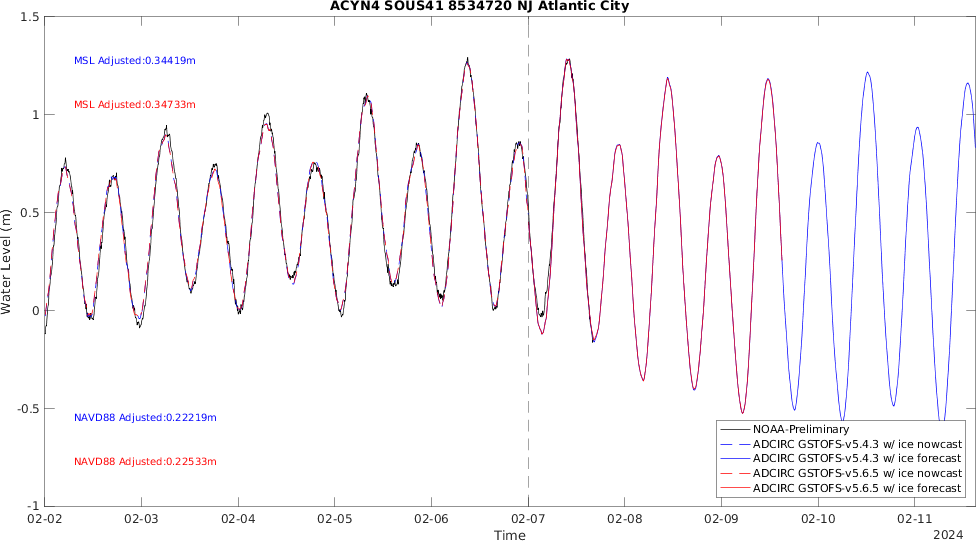 ACYN4 SOUS41 8534720 NJ Atlantic City
1.5
MSL Adjusted:0.34419m
MSL Adjusted:0.34733m
1
0.5
Water Level (m)
0
-0.5
NAVD88 Adjusted:0.22219m
NAVD88 Adjusted:0.22533m
-1
NOAA-Preliminary
ADCIRC GSTOFS-v5.4.3 w/ ice nowcast
ADCIRC GSTOFS-v5.4.3 w/ ice forecast
ADCIRC GSTOFS-v5.6.5 w/ ice nowcast
ADCIRC GSTOFS-v5.6.5 w/ ice forecast
02-02 02-03 02-04 02-05 02-06 02-07 02-08 02-09 02-10 02-11
Time
2024